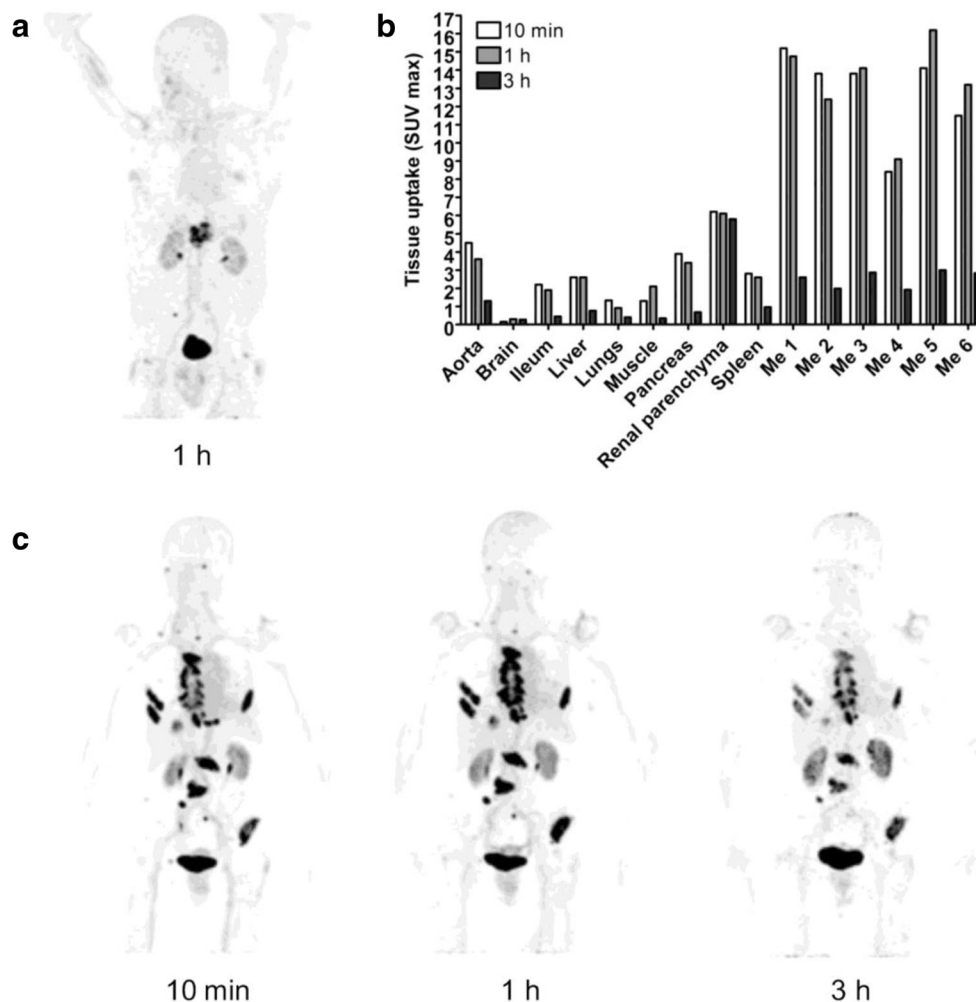 a
1 h
b
Tissue uptake (SUV max)
17
16
15
14
13
12
11
10
9
8
7
6
5
4
3
2
1
0
10 min
1 h
3 h
Aorta
Brain
Ileum
Liver
Lungs
Muscle
Pancreas
Renal parenchyma
Spleen
Me 1
Me 2
Me 3
Me 4
Me 5
Me 6
c
10 min
1 h
3 h